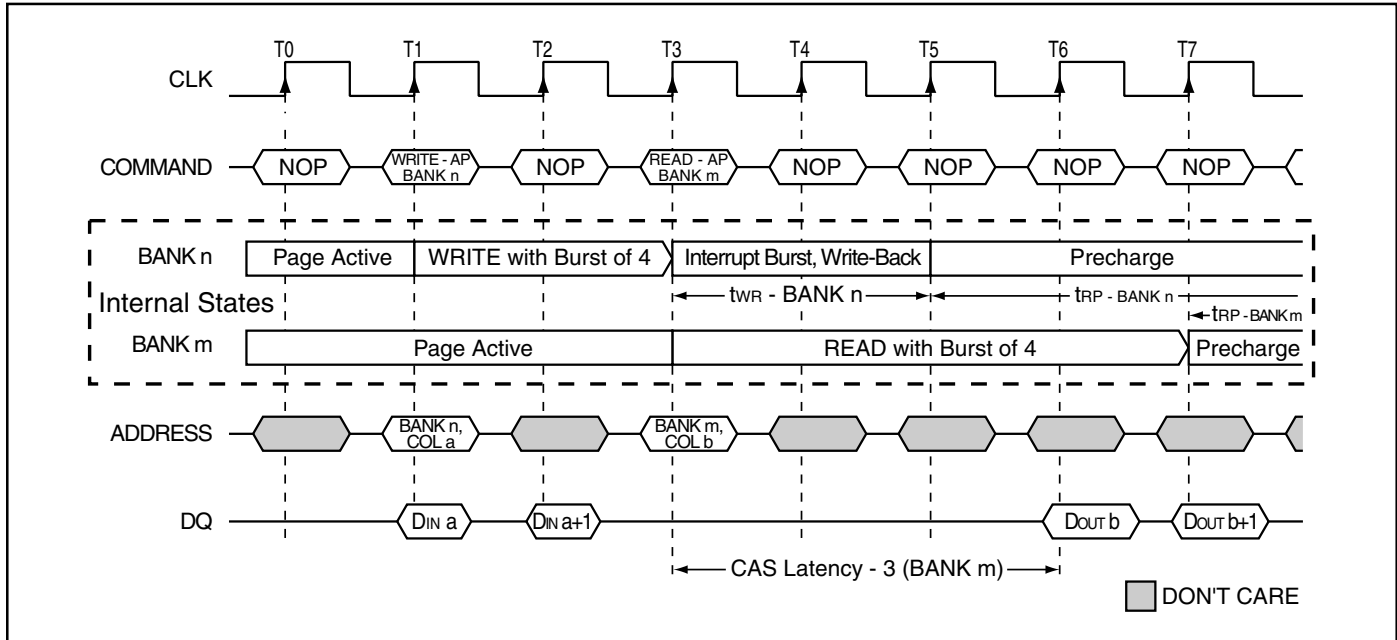 T0 T1 T2 T3 T4 T5 T6 T7
CLK
COMMAND NOP WRITE - AP NOP READ - AP NOP NOP NOP NOP
BANK n BANK m
BANK n Page Active WRITE with Burst of 4 Interrupt Burst, Write-Back Precharge
tWR - BANK n tRP - BANK n
Internal States
tRP - BANK m
BANK m Page Active READ with Burst of 4 Precharge
ADDRESS BANK n, BANK m,
COL a COL b
DQ DIN a DIN a+1 DOUT b DOUT b+1
CAS Latency - 3 (BANK m)
DON'T CARE